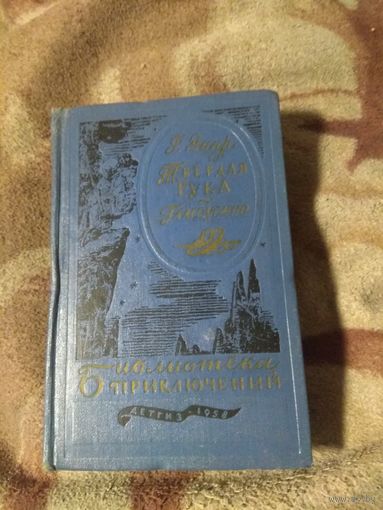 Г. Эмар
ТВЕРДАЯ
РУКА
Гамбусино
Библиотека
ПРИКЛЮЧЕНИЙ
ДЕТГИЗ - 1958